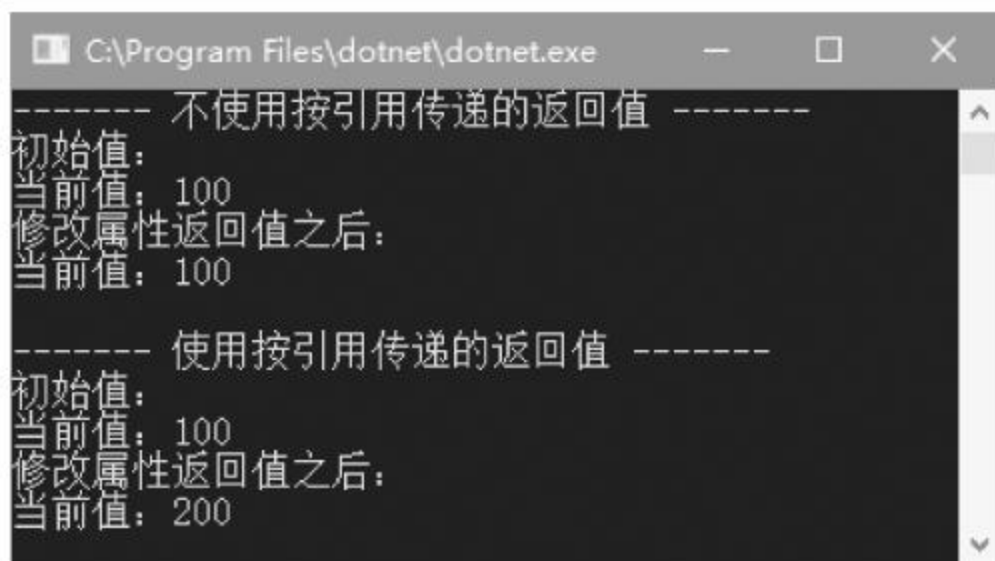 C:\Program Files\dotnet\dotnet.exe
------- 不使用按引用传递的返回值 -------
初始值：
当前值：100
修改属性返回值之后：
当前值：100
------- 使用按引用传递的返回值 -------
初始值：
当前值：100
修改属性返回值之后：
当前值：200